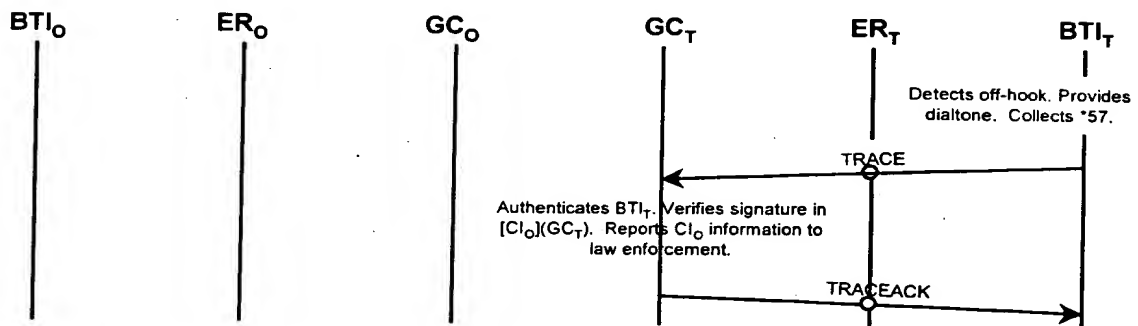 BTIO ERO GCO GCT ERT BTIT
Detects off-hook. Provides
dialtone. Collects *57.
TRACE
Authenticates BTIT. Verifies signature in
[CIO](GCT). Reports CIO information to
law enforcement.
TRACEACK